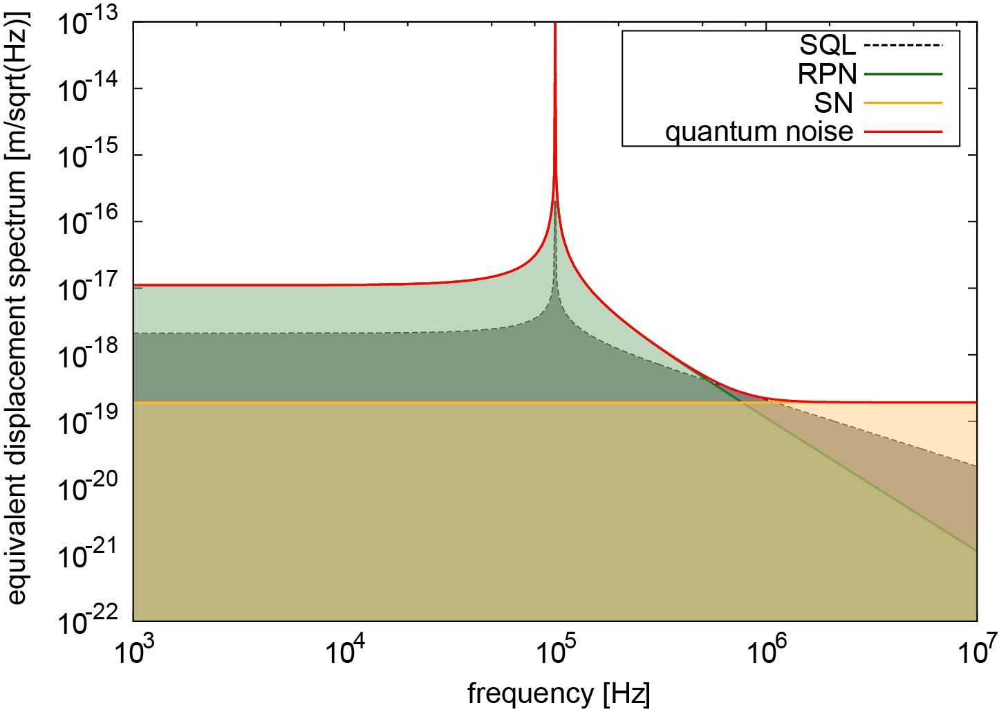 equivalent displacement spectrum [m/sqrt(Hz)]
10-13
10-14
10-15
10-16
10-17
10-18
10-19
10-20
10-21
10-22
SQL
RPN
SN
quantum noise
103 104 105 106 107
frequency [Hz]